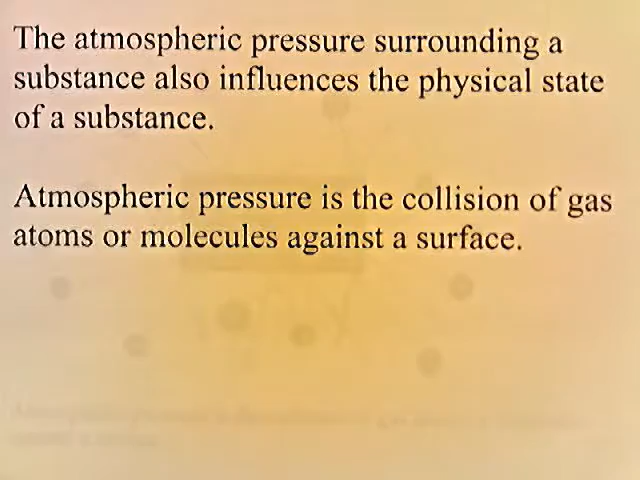 The atmospheric pressure surrounding a
substance also influences the physical state
of a substance.
Atmospheric pressure is the collision of gas
atoms or molecules against a surface.